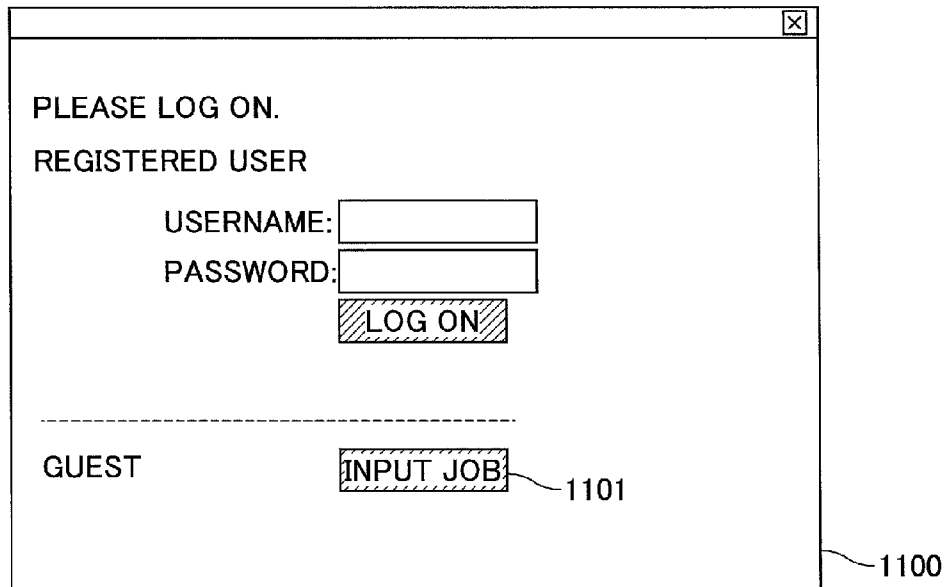 PLEASE LOG ON.
REGISTERED USER
USERNAME:
PASSWORD:
LOG ON
GUEST
INPUT JOB
1101
1100